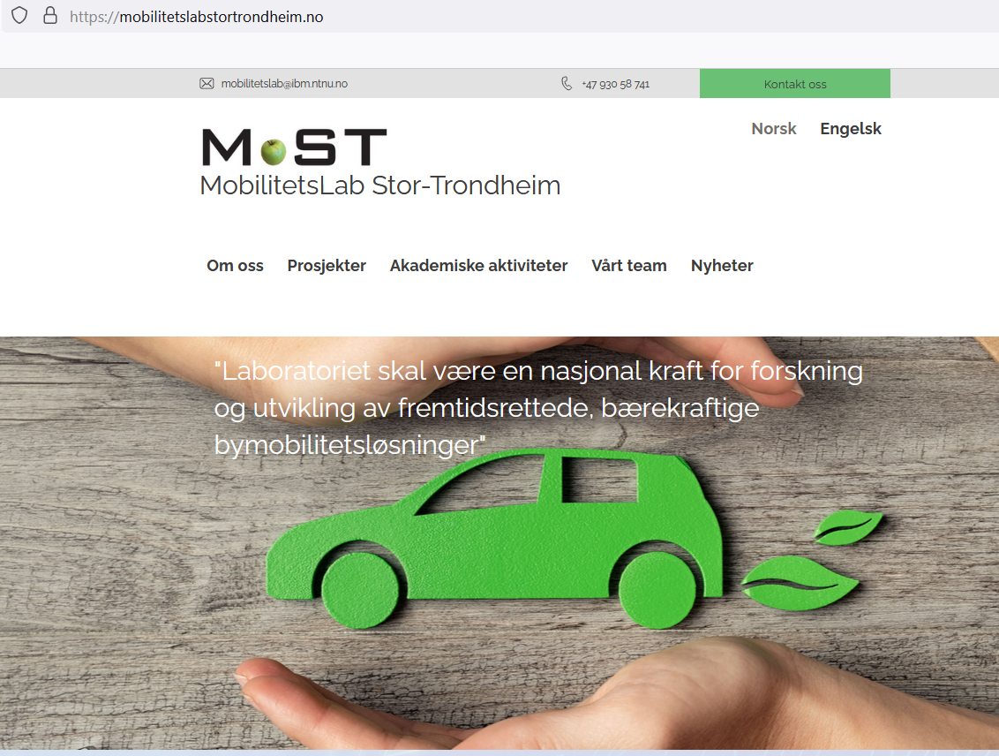 https://mobilitetslabstortrondheim.no
mobilitetslab@ibm.ntnu.no +47 930 58 741 Kontakt oss
Norsk Engelsk
MoST
MobilitetsLab Stor-Trondheim
Om oss Prosjekter Akademiske aktiviteter Vårt team Nyheter
"Laboratoriet skal være en nasjonal kraft for forskning
og utvikling av fremtidsrettede, bærekraftige
bymobilitetsløsninger"